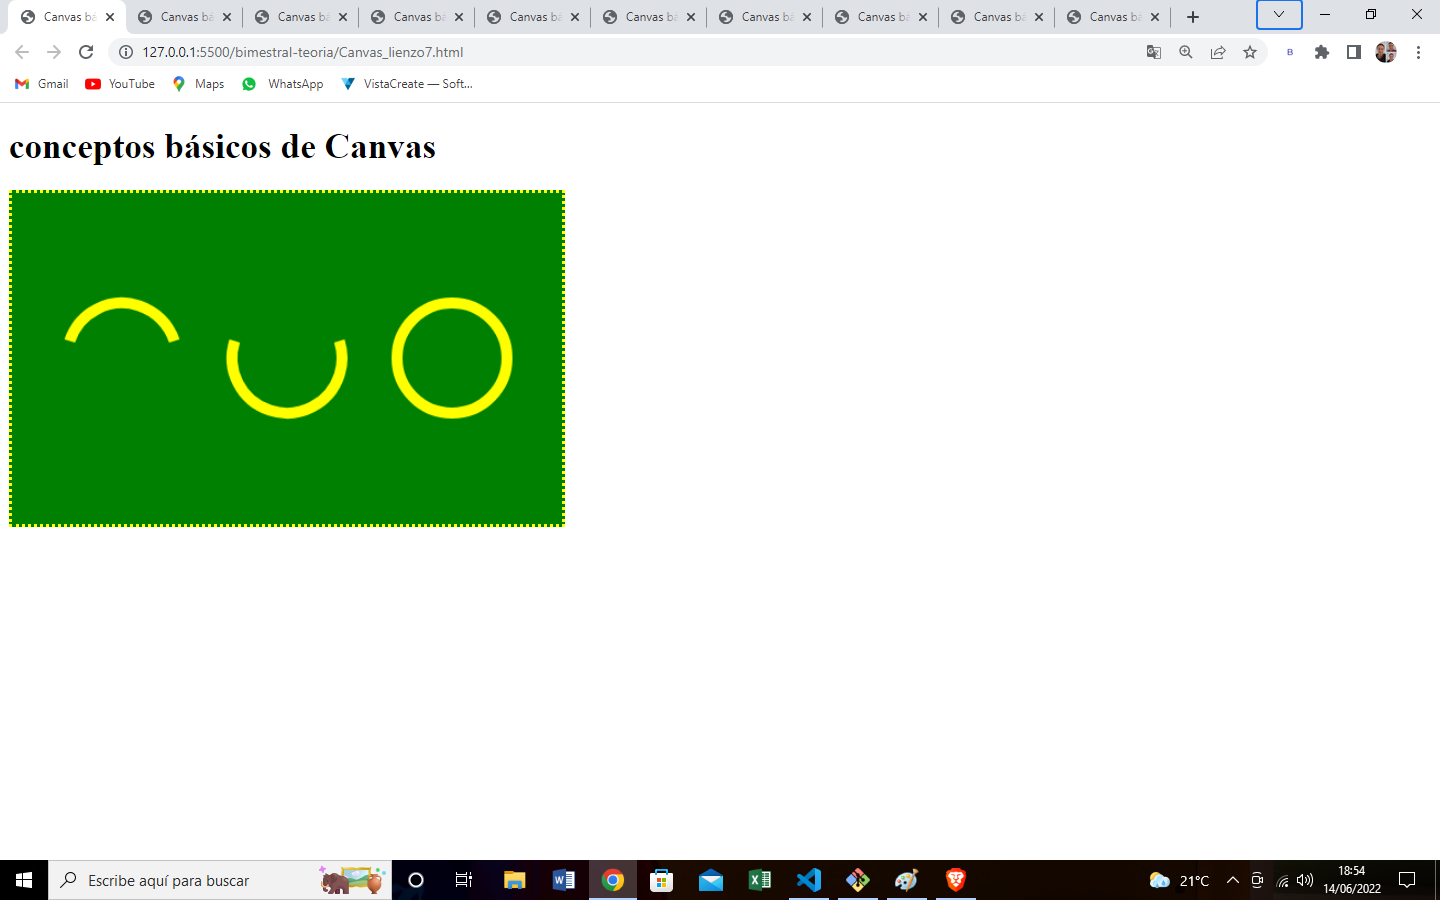 Canvas bá Canvas bá Canvas bá Canvas bá Canvas bá Canvas bá Canvas bá Canvas bá Canvas bá Canvas bá
127.0.0.1:5500/bimestral-teoria/Canvas_lienzo7.html
B
Gmail YouTube Maps WhatsApp VistaCreate — Soft...
conceptos básicos de Canvas
Escribe aquí para buscar
21°C
18:54
14/06/2022